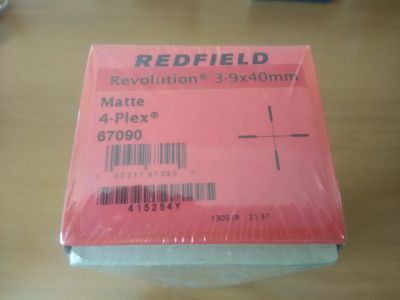 REDFIELD
Revolution® 3-9x40mm
Matte
4-Plex®
67090
415254Y
130919 21:37